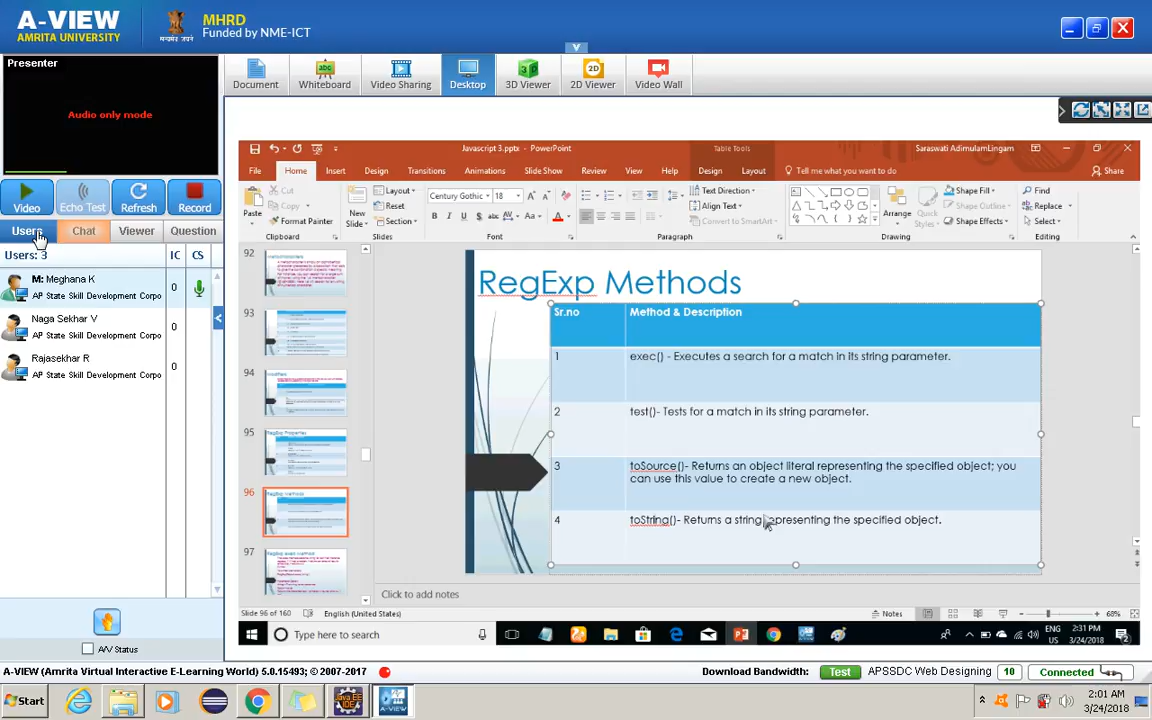 A-VIEW
AMRITA UNIVERSITY
MHRD
Funded by NME-ICT
Presenter
Audio only mode
Document
Whiteboard
Video Sharing
Desktop
3D Viewer
2D Viewer
Video Wall
Video
Echo Test
Refresh
Record
Users
Chat
Viewer
Question
Users: 3
IC
CS
M: Meghana K
AP State Skill Development Corpo
0
Naga Sekhar V
AP State Skill Development Corpo
0
Rajasekhar R
AP State Skill Development Corpo
0
A/V Status
Javascript 3.pptx - PowerPoint
Table Tools
Saraswati AdimulamLingam
File
Home
Insert
Design
Transitions
Animations
Slide Show
Review
View
Help
Design
Layout
Tell me what you want to do
Share
Paste
Cut
Copy
Format Painter
Clipboard
New
Slide
Layout
Reset
Section
Slides
Century Gothic
18
Font
Text Direction
Align Text
Convert to SmartArt
Paragraph
Arrange
Quick
Styles
Shape Fill
Shape Outline
Shape Effects
Drawing
Find
Replace
Select
Editing
92
93
94
95
96
97
RegExp Methods
Sr.no
Method & Description
1
exec() - Executes a search for a match in its string parameter.
2
test()- Tests for a match in its string parameter.
3
toSource()- Returns an object literal representing the specified object; you
can use this value to create a new object.
4
toString()- Returns a string representing the specified object.
Click to add notes
Slide 96 of 160
English (United States)
Notes
68%
Type here to search
ENG
US
2:31 PM
3/24/2018
A-VIEW (Amrita Virtual Interactive E-Learning World) 5.0.15493; © 2007-2017
Download Bandwidth:
Test
APSSDC Web Designing
10
Connected
Start
2:01 AM
3/24/2018